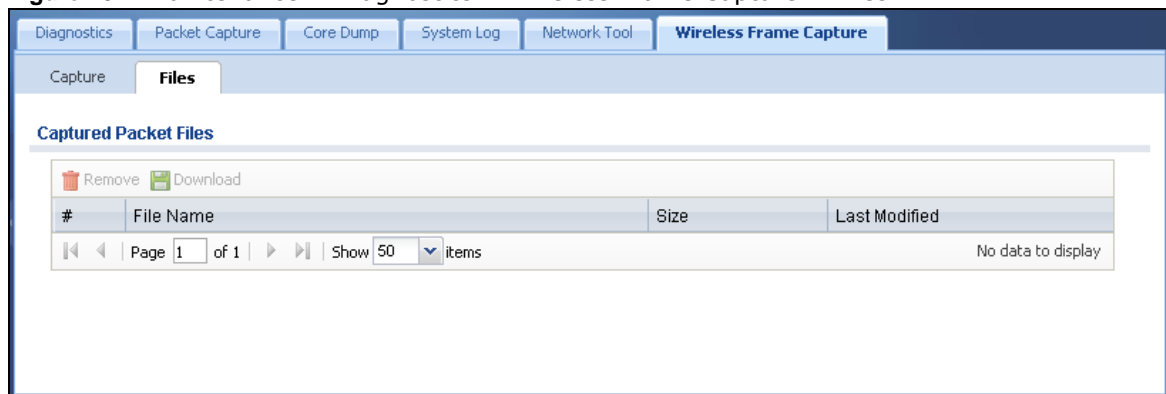 Diagnostics Packet Capture Core Dump System Log Network Tool Wireless Frame Capture
Capture Files
Captured Packet Files
Remove Download
# File Name Size Last Modified
Page 1 of 1 Show 50 items No data to display